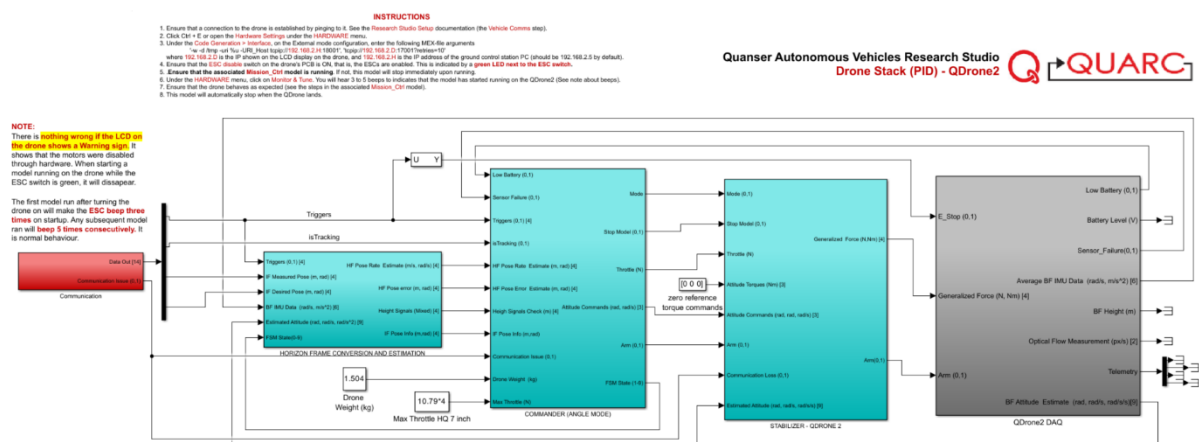 INSTRUCTIONS
1. Ensure that a connection to the drone is established by pinging to it. See the Research Studio Setup documentation (the Vehicle Comms step).
2. Click Ctrl + E or open the Hardware Settings under the HARDWARE menu.
3. Under the Code Generation > Interface, on the External mode configuration, enter the following MEX-file arguments
'-w -d /tmp -uri %u -URI_Host tcpip://192.168.2.H:18001', 'tcpip://192.168.2.D:17001?retries=10'
where 192.168.2.D is the IP shown on the LCD display on the drone, and 192.168.2.H is the IP address of the ground control station PC (should be 192.168.2.5 by default).
4. Ensure that the ESC disable switch on the drone's PCB is ON, that is, the ESCs are enabled. This is indicated by a green LED next to the ESC switch.
5. .Ensure that the associated Mission_Ctrl model is running. If not, this model will stop immediately upon running.
6. Under the HARDWARE menu, click on Monitor & Tune. You will hear 3 to 5 beeps to indicates that the model has started running on the QDrone2 (See note about beeps).
7. Ensure that the drone behaves as expected (see the steps in the associated Mission_Ctrl model).
8. This model will automatically stop when the QDrone lands.
Quanser Autonomous Vehicles Research Studio
Drone Stack (PID) - QDrone2
QUARC
NOTE:
There is nothing wrong if the LCD on
the drone shows a Warning sign. It
shows that the motors were disabled
through hardware. When starting a
model running on the drone while the
ESC switch is green, it will dissapear.
The first model run after turning the
drone on will make the ESC beep three
times on startup. Any subsequent model
ran will beep 5 times consecutively. It
is normal behaviour.
Data Out [14]
Communication Issue (0,1)
Communication
Triggers
isTracking
U Y
Triggers (0,1) [4]
IF Measured Pose (m, rad) [4]
IF Desired Pose (m, rad) [4]
BF IMU Data (rad/s, m/s^2) [6]
Estimated Attitude (rad, rad/s, rad/s^2) [9]
FSM State(0-8)
HF Pose Rate Estimate (m/s, rad/s) [4]
HF Pose error (m, rad) [4]
Height Signals (Mixed) [4]
IF Pose Info (m,rad) [4]
HORIZON FRAME CONVERSION AND ESTIMATION
1.504
Drone
Weight (kg)
10.79*4
Max Throttle HQ 7 inch
Low Battery (0,1)
Sensor Failure (0,1)
Triggers (0,1) [4]
isTracking (0,1)
HF Pose Rate Estimate (m, rad) [4]
HF Pose Error Estimate (m, rad) [4]
Heigh Signals Check (m) [4]
IF Pose Info (m,rad)
Communication Issue (0,1)
Drone Weight (kg)
Max Throttle (N)
Mode
Stop Model (0,1)
Throttle (N)
Attitude Commands (rad, rad, rad/s) [3]
Arm (0,1)
FSM State (1-8)
COMMANDER (ANGLE MODE)
[0 0 0]
zero reference
torque commands
Mode (0,1)
Stop Model (0,1)
Throttle (N)
Attitude Torques (Nm) [3]
Attitude Commands (rad, rad, rad/s) [3]
Arm (0,1)
Communication Loss (0,1)
Estimated Attitude (rad, rad/s, rad/s/s) [9]
Generalized Force (N,Nm) [4]
Arm(0,1)
STABILIZER - QDRONE 2
E_Stop (0,1)
Generalized Force (N, Nm) [4]
Arm (0,1)
Low Battery (0,1)
Battery Level (V)
Sensor_Failure(0,1)
Average BF IMU Data (rad/s, m/s^2) [6]
BF Height (m)
Optical Flow Measurement (px/s) [2]
Telemetry
BF Attitude Estimate (rad, rad/s, rad/s/s)[9]
QDrone2 DAQ